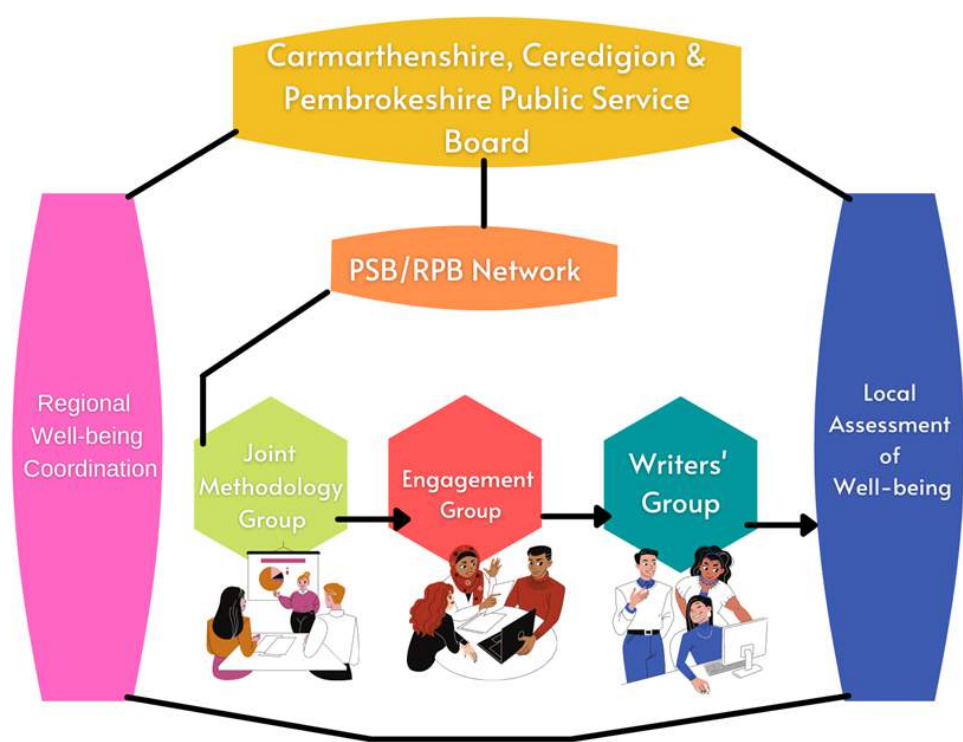 Carmarthenshire, Ceredigion &
Pembrokeshire Public Service
Board
PSB/RPB Network
Regional
Well-being
Coordination
Joint
Methodology
Group
Engagement
Group
Writers'
Group
Local
Assessment
of
Well-being